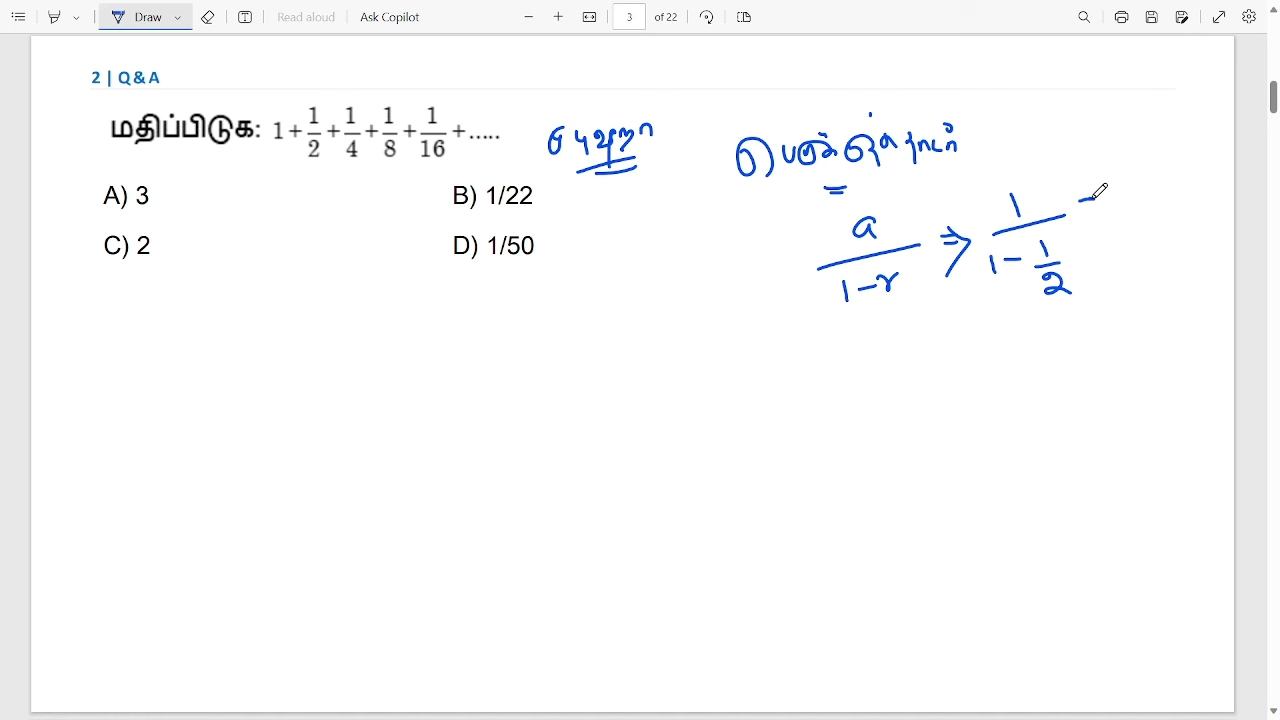 Draw
Read aloud
Ask Copilot
3 of 22
2 | Q&A
மதிப்பிடுக: 1 + 1/2 + 1/4 + 1/8 + 1/16 + .....
A) 3
B) 1/22
C) 2
D) 1/50
a/(1-r) ⇒ 1/(1 - 1/2)